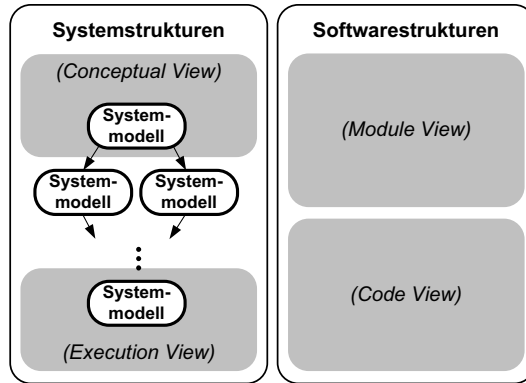 Systemstrukturen
(Conceptual View)
System-
modell
System-
modell
System-
modell
System-
modell
(Execution View)
Softwarestrukturen
(Module View)
(Code View)